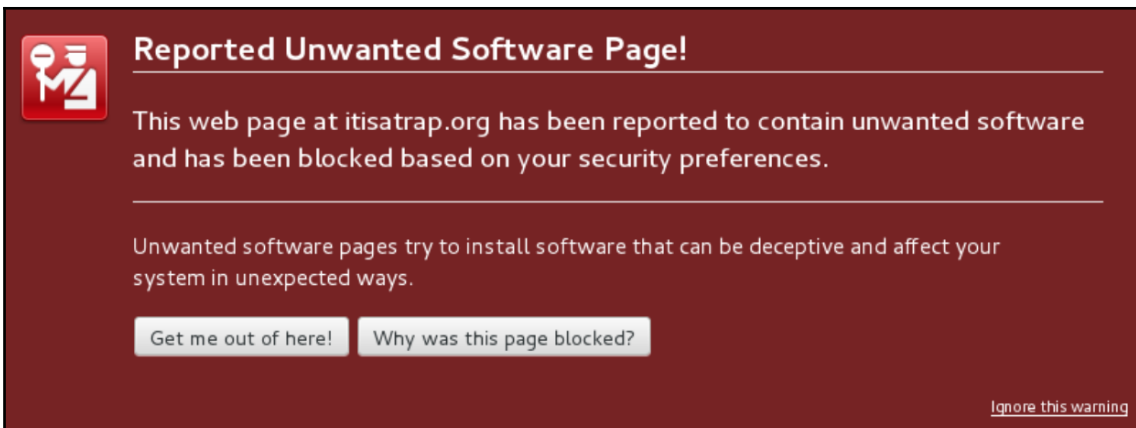 Reported Unwanted Software Page!
This web page at itisatrap.org has been reported to contain unwanted software
and has been blocked based on your security preferences.
Unwanted software pages try to install software that can be deceptive and affect your
system in unexpected ways.
Get me out of here! Why was this page blocked?
Ignore this warning